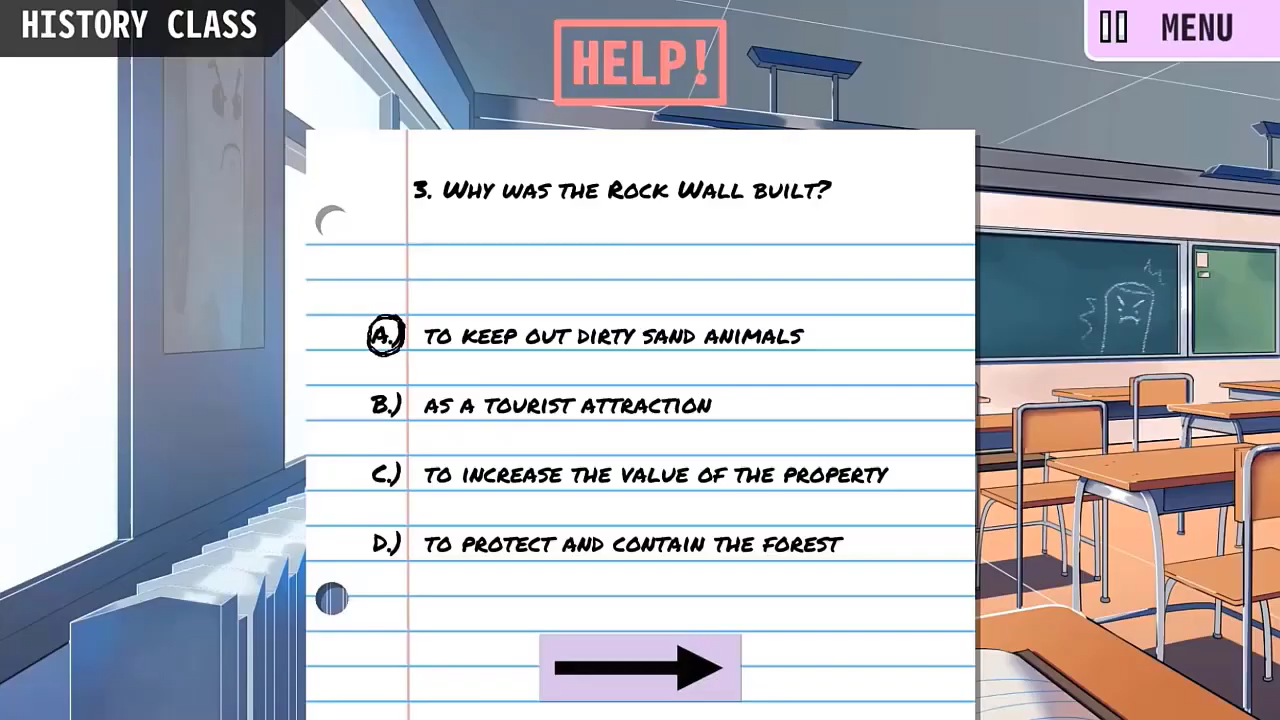 HISTORY CLASS
MENU
HELP!
3. WHY WAS THE ROCK WALL BUILT?
A.) TO KEEP OUT DIRTY SAND ANIMALS
B.) AS A TOURIST ATTRACTION
C.) TO INCREASE THE VALUE OF THE PROPERTY
D.) TO PROTECT AND CONTAIN THE FOREST